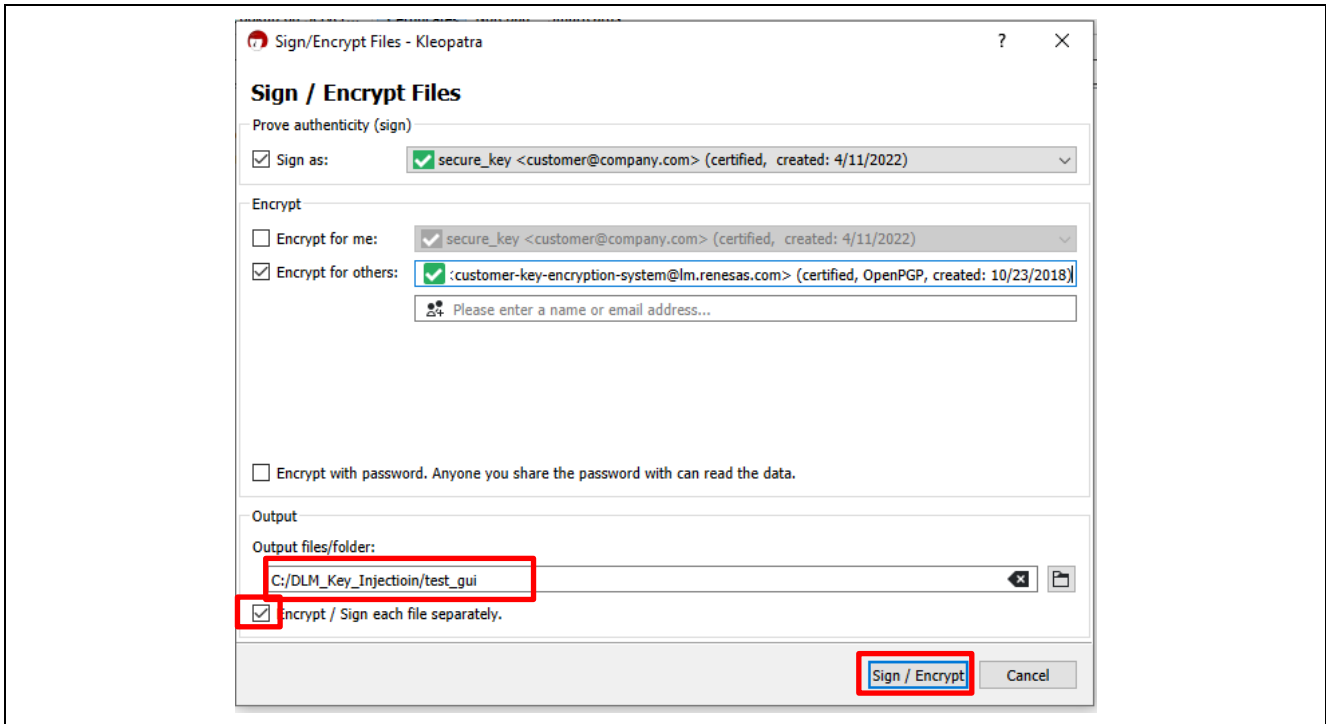 Sign/Encrypt Files - Kleopatra ? ×
Sign / Encrypt Files
Prove authenticity (sign)
Sign as: secure_key <customer@company.com> (certified, created: 4/11/2022)
Encrypt
Encrypt for me: secure_key <customer@company.com> (certified, created: 4/11/2022)
Encrypt for others: :customer-key-encryption-system@lm.renesas.com> (certified, OpenPGP, created: 10/23/2018)
Please enter a name or email address...
Encrypt with password. Anyone you share the password with can read the data.
Output
Output files/folder:
C:/DLM_Key_Injectioin/test_gui
Encrypt / Sign each file separately.
Sign / Encrypt Cancel